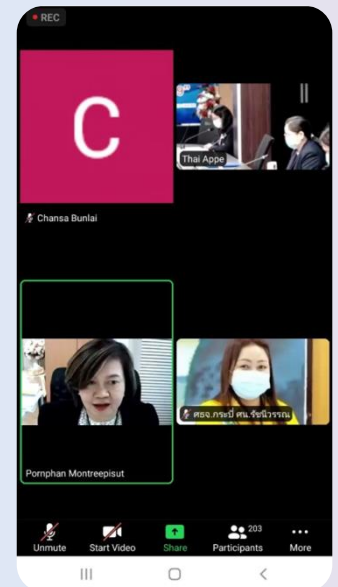 REC
C
Thai Appe
Chansa Bunlai
Pornphan Montreepisut
ศธจ.กระบี่ ศน.รัชนีวรรณ
203
Unmute
Start Video
Share
Participants
More